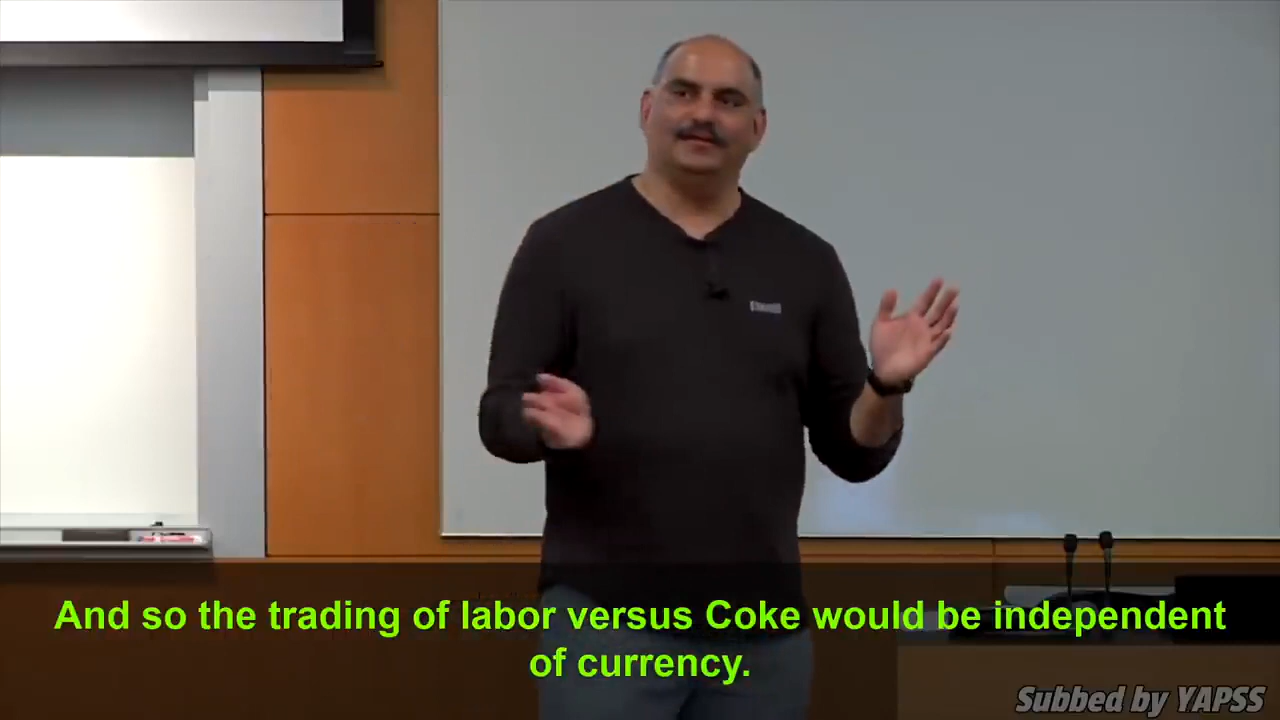 And so the trading of labor versus Coke would be independent
of currency.
Subbed by YAPSS